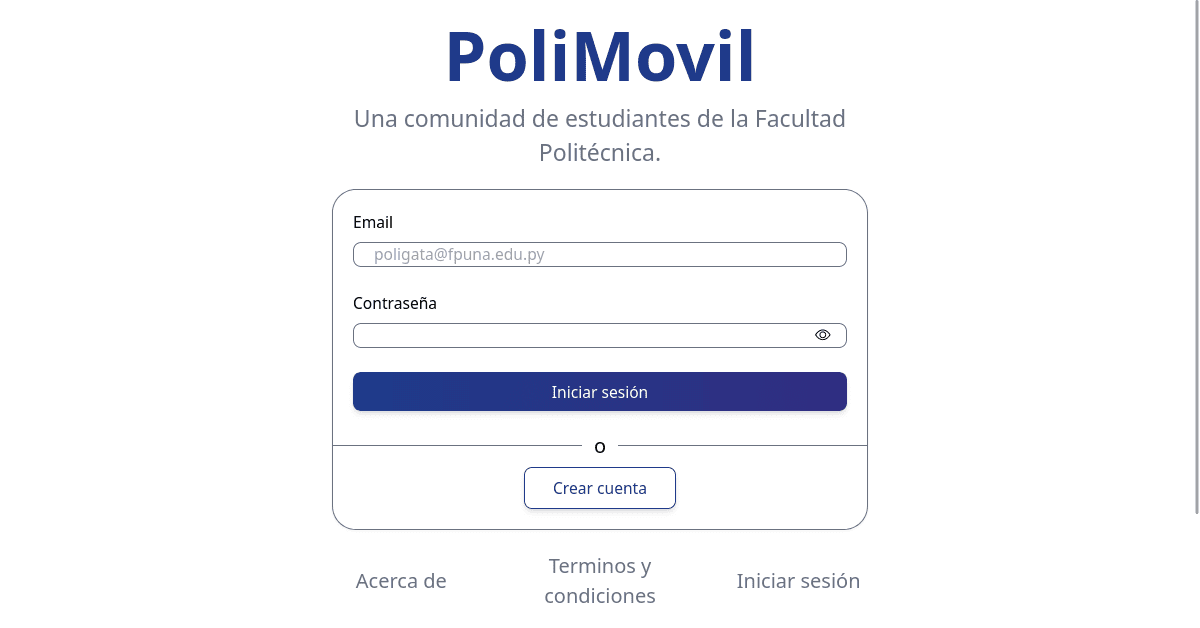 PoliMovil
Una comunidad de estudiantes de la Facultad
Politécnica.
Email
poligata@fpuna.edu.py
Contraseña
Iniciar sesión
O
Crear cuenta
Acerca de
Terminos y
condiciones
Iniciar sesión